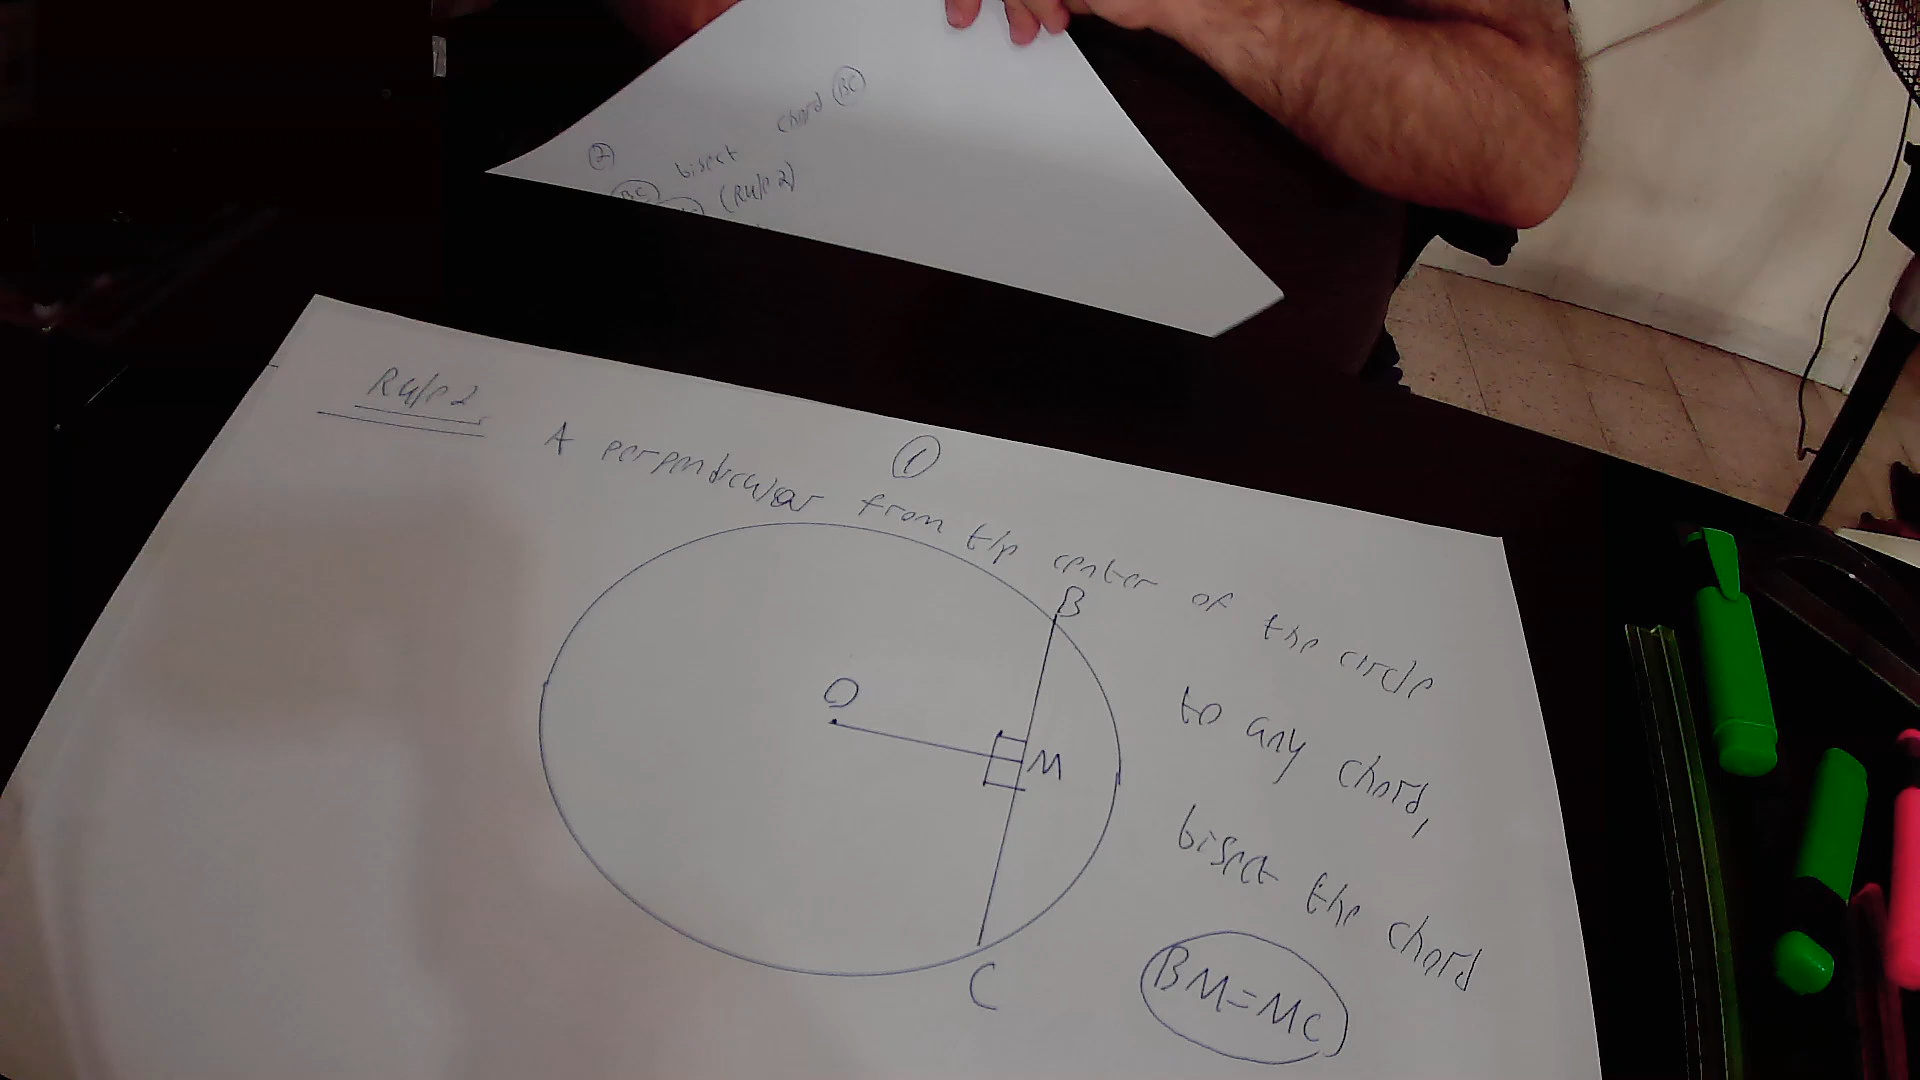 ② bisect chord BC
BC (Rule 2)
Rule 2
①
A perpendicular from the center of the circle
to any chord,
bisect the chord
BM=MC
B
O
M
C